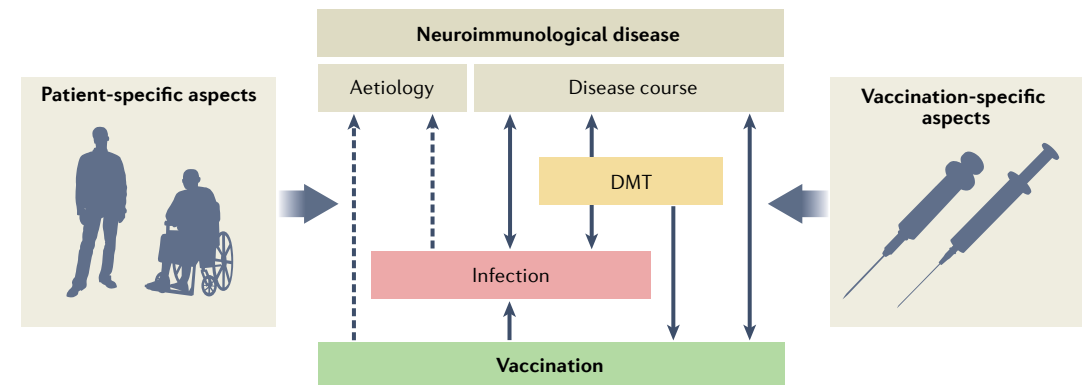 Neuroimmunological disease
Aetiology
Disease course
Patient-specific aspects
Vaccination-specific
aspects
DMT
Infection
Vaccination